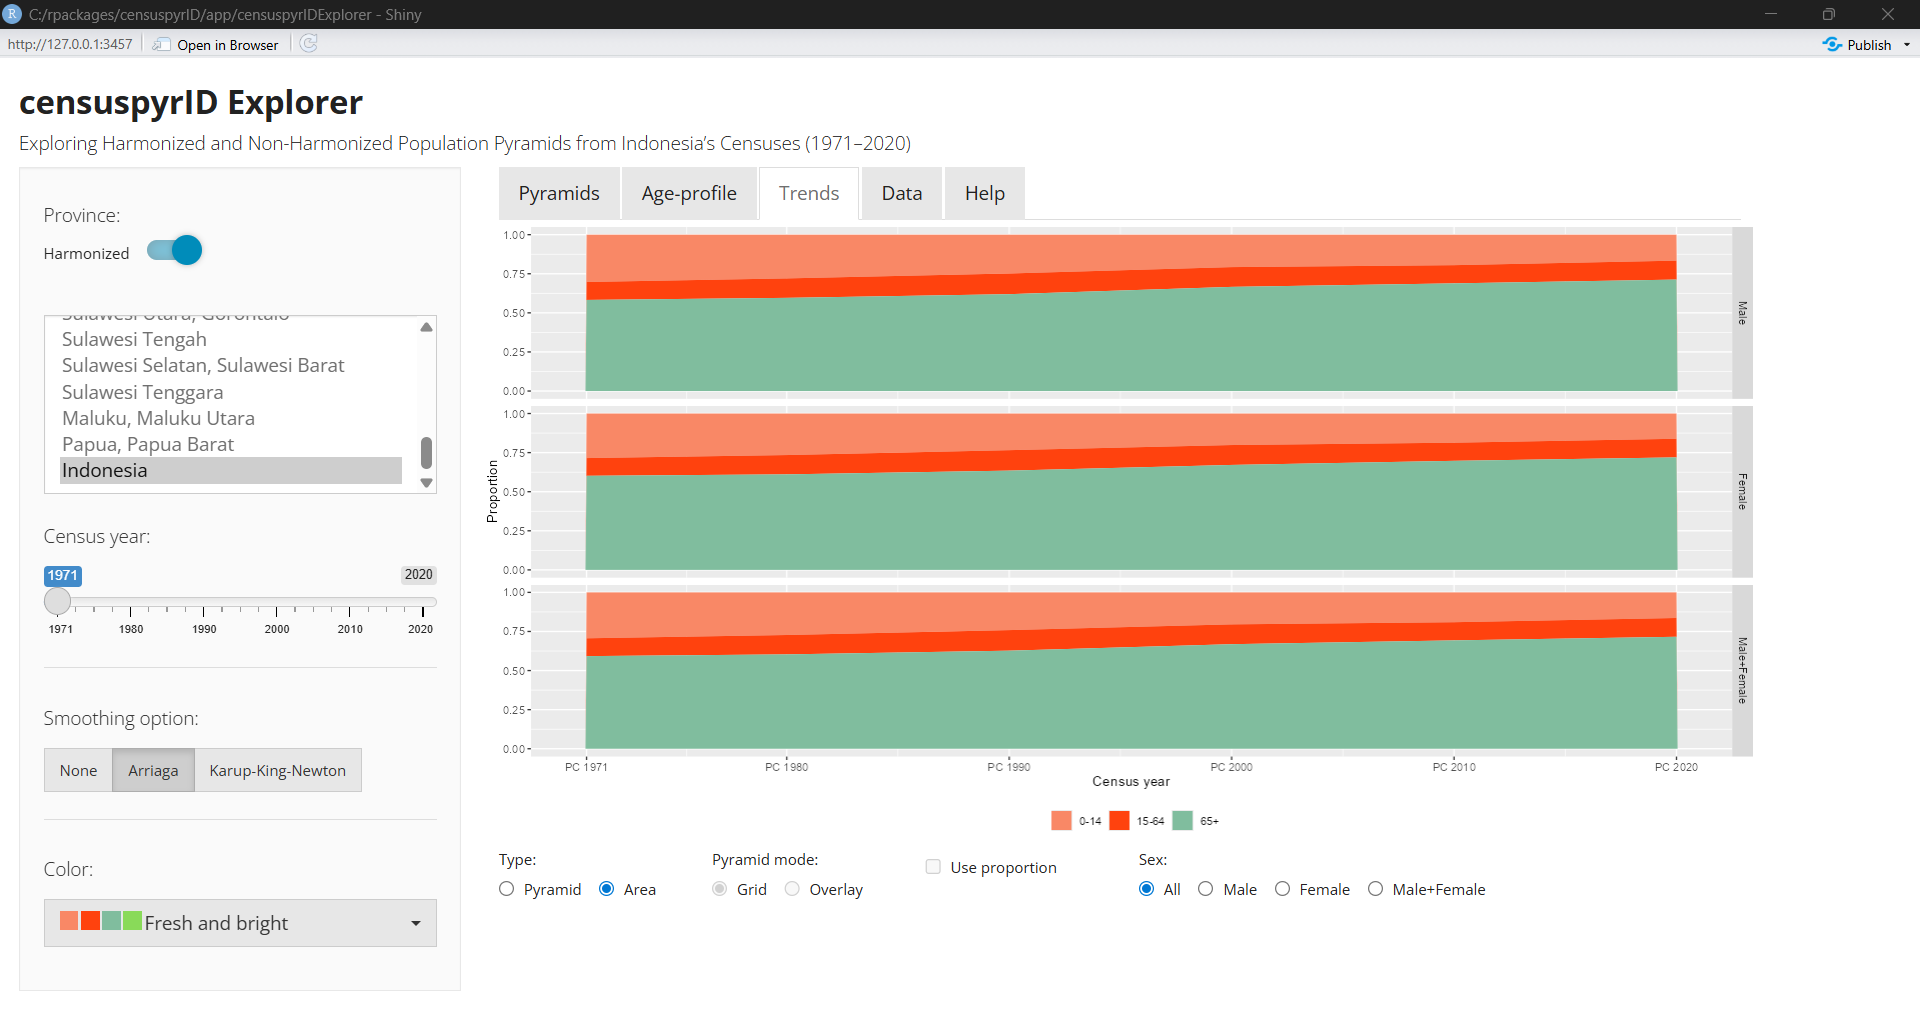 C:/rpackages/censuspyrID/app/censuspyrIDExplorer - Shiny
http://127.0.0.1:3457
Open in Browser
Publish
censuspyrID Explorer
Exploring Harmonized and Non-Harmonized Population Pyramids from Indonesia's Censuses (1971–2020)
Province:
Harmonized
Sulawesi Utara, Gorontalo
Sulawesi Tengah
Sulawesi Selatan, Sulawesi Barat
Sulawesi Tenggara
Maluku, Maluku Utara
Papua, Papua Barat
Indonesia
Census year:
1971
2020
1971 1980 1990 2000 2010 2020
Smoothing option:
None Arriaga Karup-King-Newton
Color:
Fresh and bright
Pyramids Age-profile Trends Data Help
1.00
0.75
0.50
0.25
0.00
Male
1.00
0.75
0.50
0.25
0.00
Female
Proportion
1.00
0.75
0.50
0.25
0.00
Male+Female
PC 1971 PC 1980 PC 1990 PC 2000 PC 2010 PC 2020
Census year
0-14 15-64 65+
Type:
Pyramid Area
Pyramid mode:
Grid Overlay
Use proportion
Sex:
All Male Female Male+Female